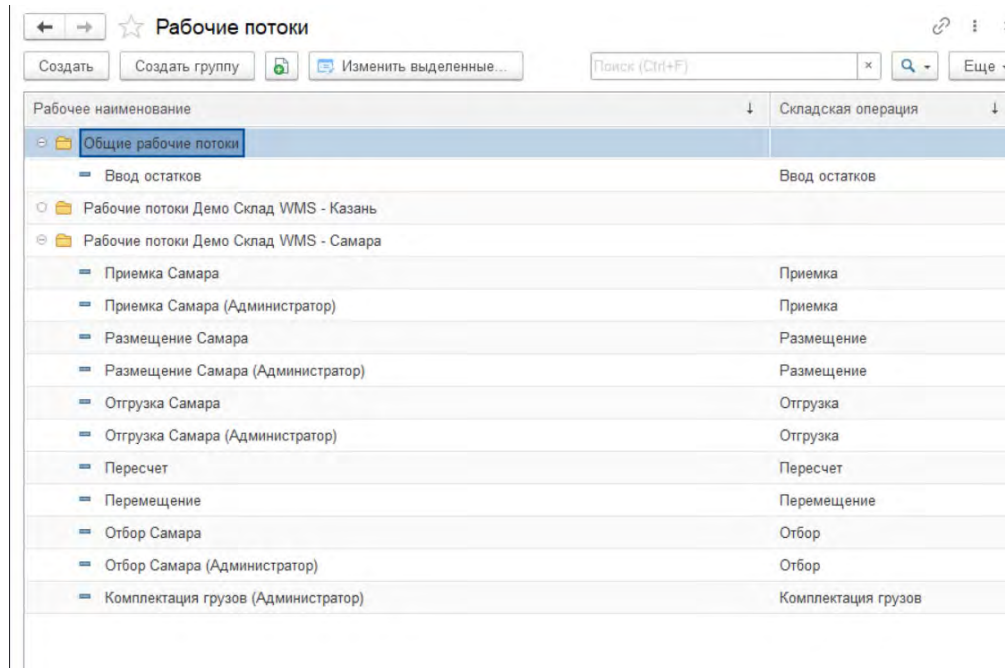 Рабочие потоки
Создать Создать группу Изменить выделенные... Поиск (Ctrl+F) × Еще
Рабочее наименование ↓ Складская операция ↓
Общие рабочие потоки
Ввод остатков Ввод остатков
Рабочие потоки Демо Склад WMS - Казань
Рабочие потоки Демо Склад WMS - Самара
Приемка Самара Приемка
Приемка Самара (Администратор) Приемка
Размещение Самара Размещение
Размещение Самара (Администратор) Размещение
Отгрузка Самара Отгрузка
Отгрузка Самара (Администратор) Отгрузка
Пересчет Пересчет
Перемещение Перемещение
Отбор Самара Отбор
Отбор Самара (Администратор) Отбор
Комплектация грузов (Администратор) Комплектация грузов